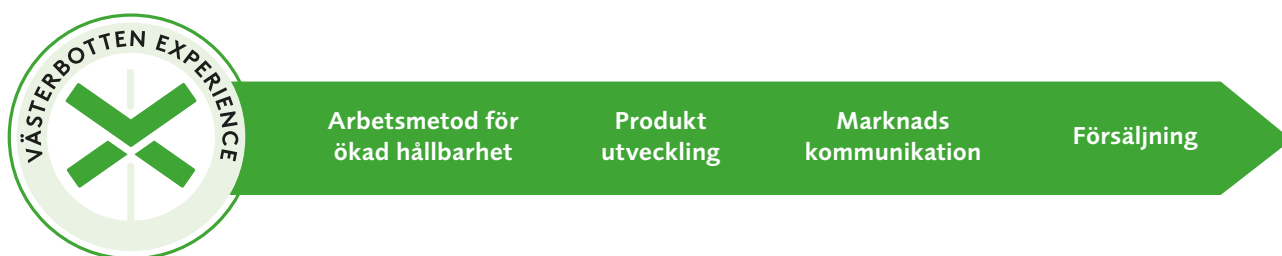 VÄSTERBOTTEN EXPERIENCE
Arbetsmetod för
ökad hållbarhet
Produkt
utveckling
Marknads
kommunikation
Försäljning